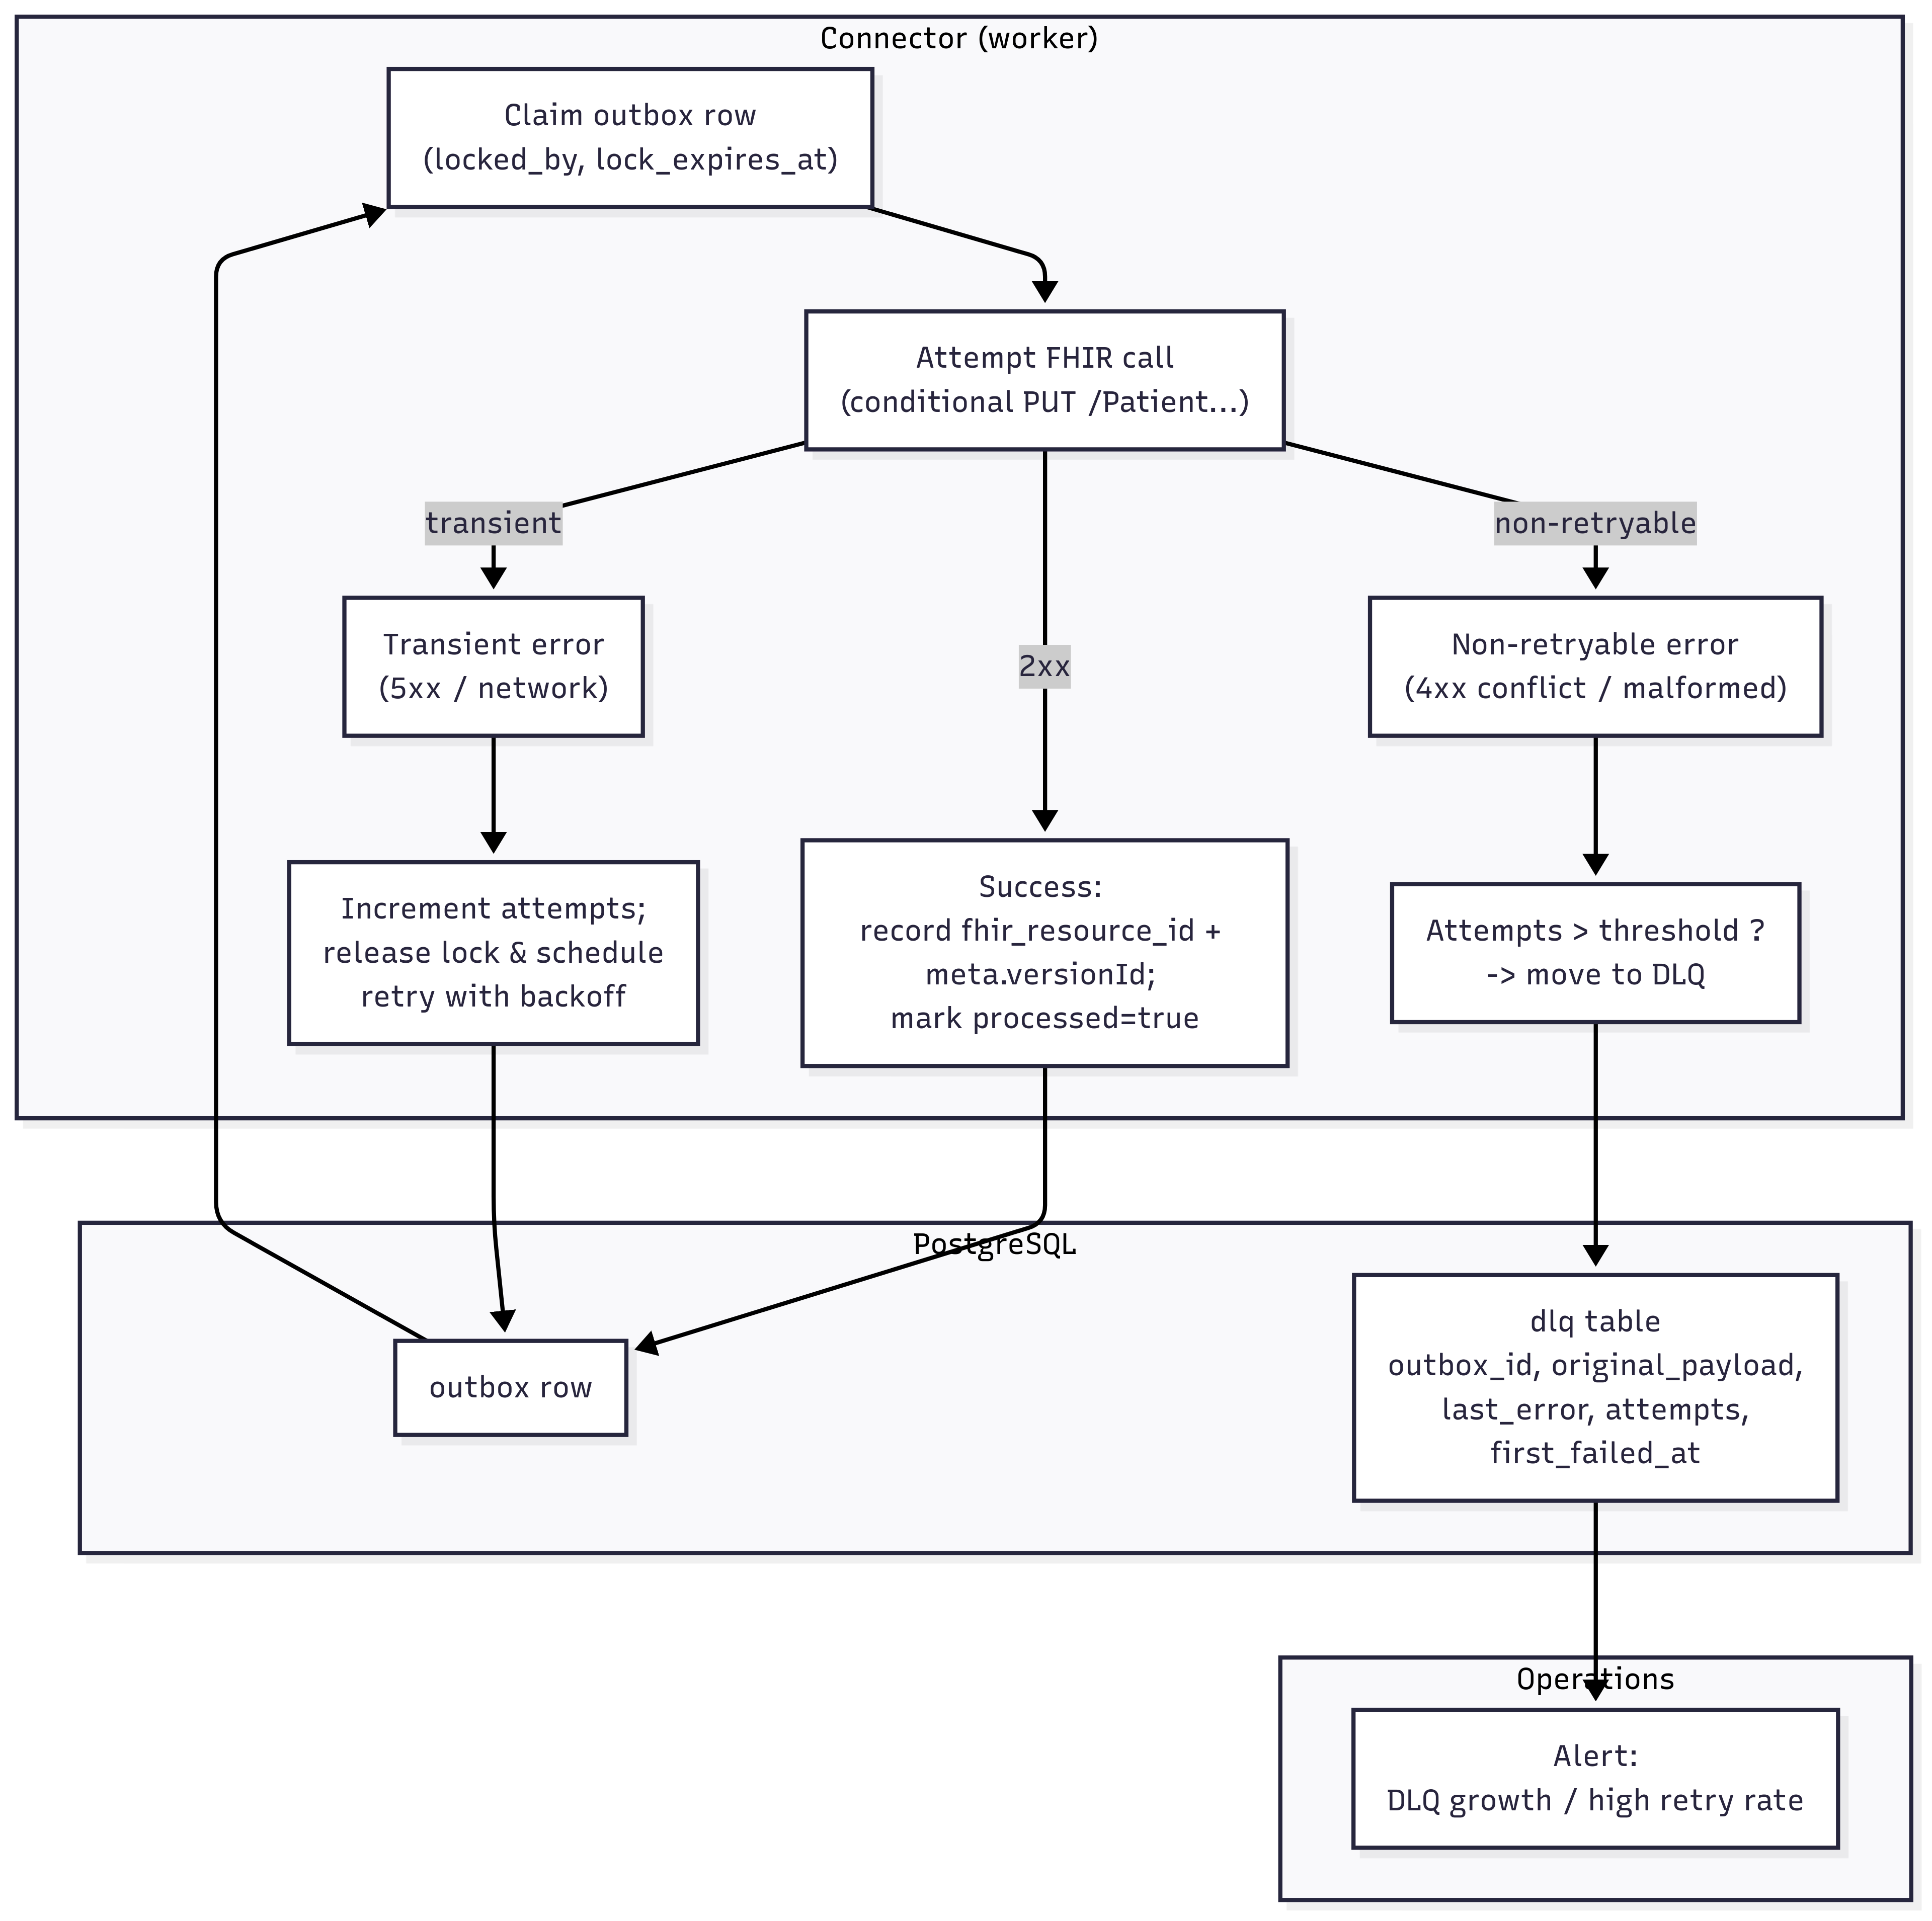 Connector (worker)
Claim outbox row
(locked_by, lock_expires_at)
Attempt FHIR call
(conditional PUT /Patient...)
transient
non-retryable
Transient error
(5xx / network)
2xx
Non-retryable error
(4xx conflict / malformed)
Increment attempts;
release lock & schedule
retry with backoff
Success:
record fhir_resource_id +
meta.versionId;
mark processed=true
Attempts > threshold ?
-> move to DLQ
PostgreSQL
outbox row
dlq table
outbox_id, original_payload,
last_error, attempts,
first_failed_at
Operations
Alert:
DLQ growth / high retry rate